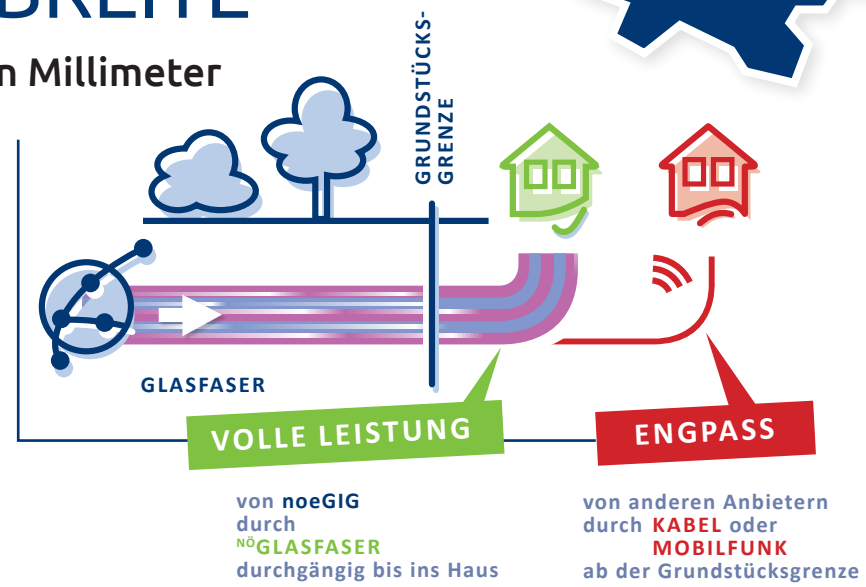 BREITE
n Millimeter
GRUNDSTÜCKS-
GRENZE
GLASFASER
VOLLE LEISTUNG
ENGPASS
von noeGIG
durch
NÖGLASFASER
durchgängig bis ins Haus
von anderen Anbietern
durch KABEL oder
MOBILFUNK
ab der Grundstücksgrenze